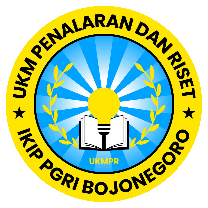 UKM PENALARAN DAN RISET
UKMPR
IKIP PGRI BOJONEGORO